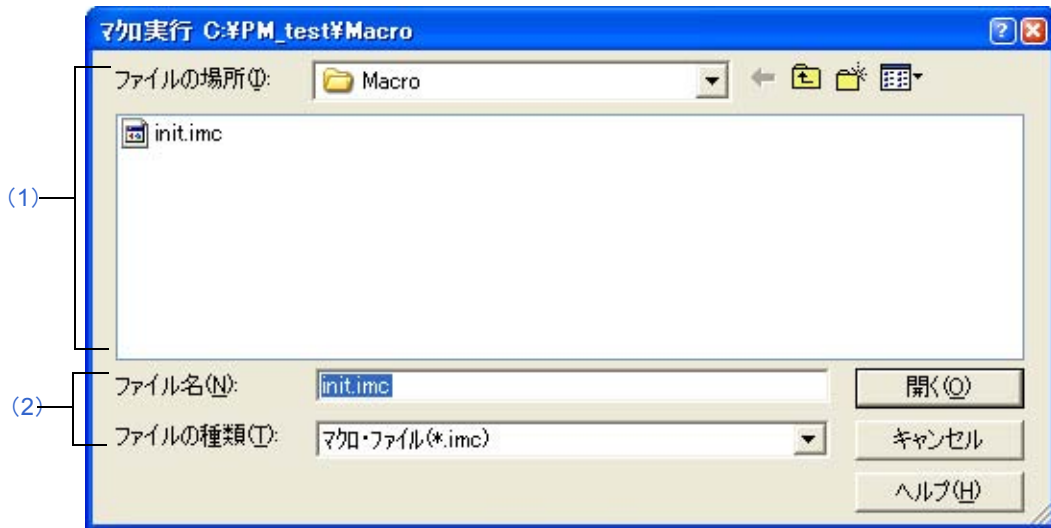 ﾏｸﾛ実行 C:¥PM_test¥Macro
ファイルの場所(I):
Macro
(1)
init.imc
ファイル名(N):
init.imc
開く(O)
(2)
ファイルの種類(T):
ﾏｸﾛ・ﾌｧｲﾙ(*.imc)
キャンセル
ヘルプ(H)